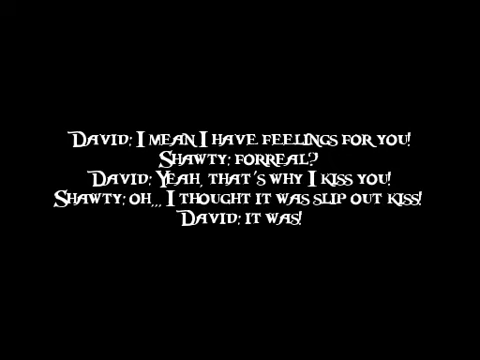 David: I mean I have feelings for you!
Shawty: forreal?
David: Yeah, that's why I kiss you!
Shawty: oh,,, I thought it was slip out kiss!
David: it was!